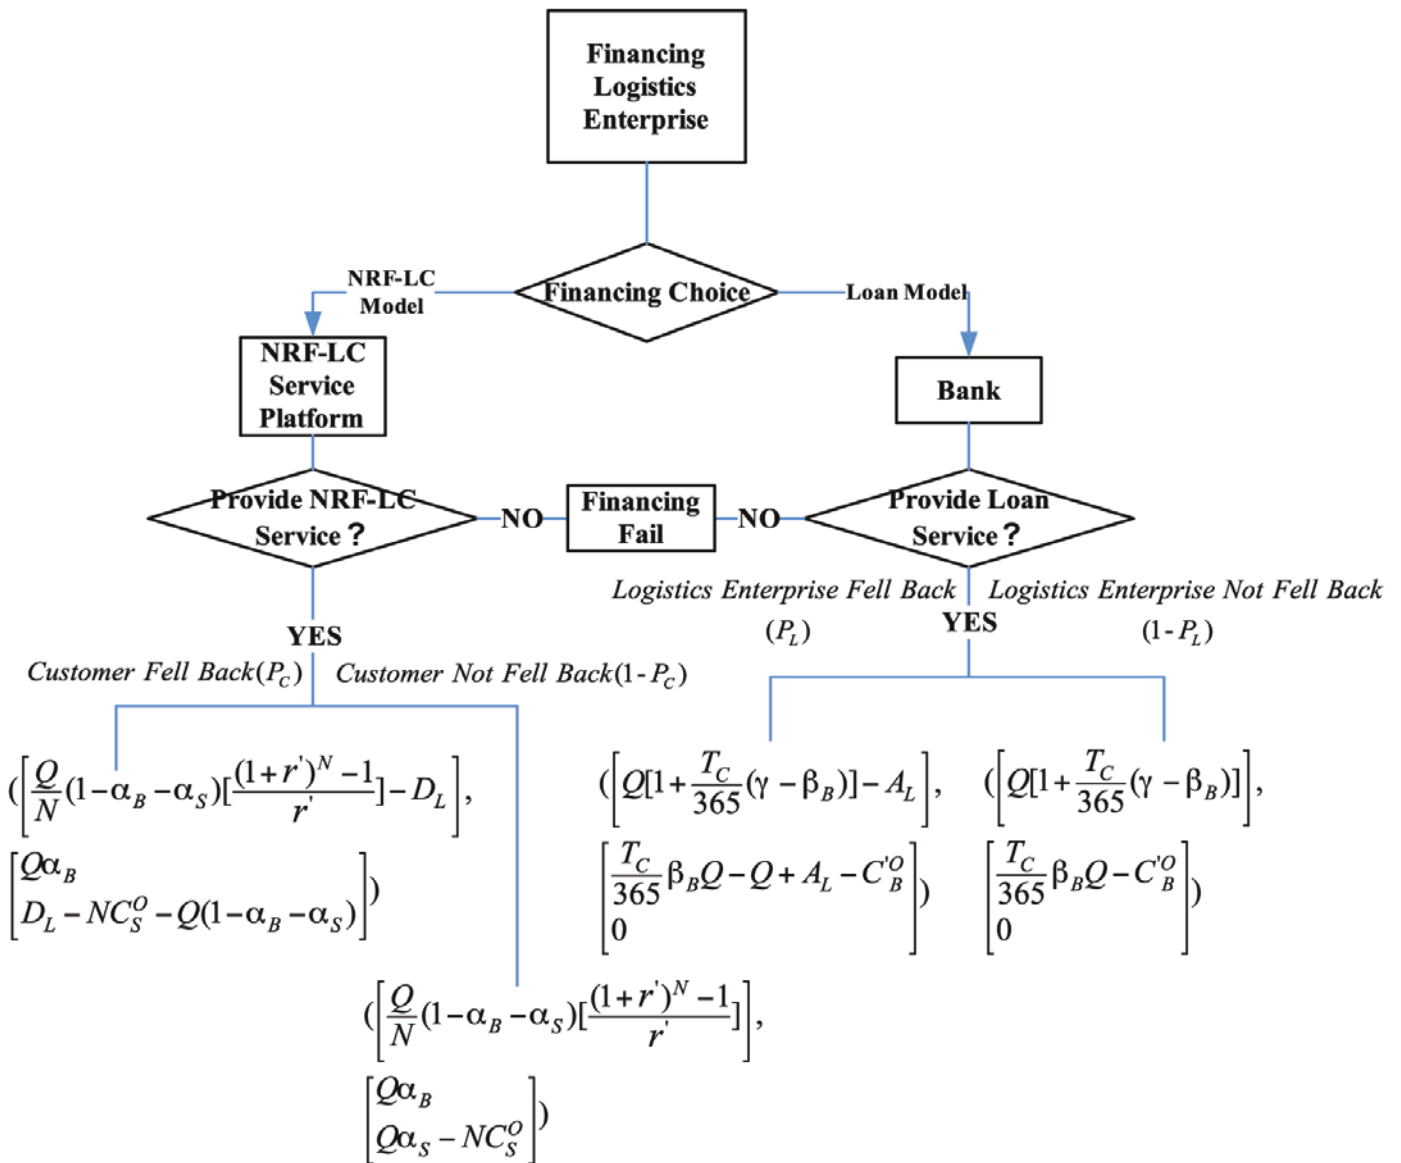 Financing
Logistics
Enterprise
Financing Choice
NRF-LC
Model
Loan Model
NRF-LC
Service
Platform
Bank
Provide NRF-LC
Service?
NO
Financing
Fail
NO
Provide Loan
Service?
YES
Customer Fell Back(P_C)
Customer Not Fell Back(1-P_C)
Logistics Enterprise Fell Back
(P_L)
YES
Logistics Enterprise Not Fell Back
(1-P_L)
([Q/N (1-α_B-α_S)[((1+r')^N -1)/r']-D_L],
[Qα_B
D_L-NC_S^O-Q(1-α_B-α_S)])
([Q/N (1-α_B-α_S)[((1+r')^N -1)/r']],
[Qα_B
Qα_S-NC_S^O])
([Q[1+T_C/365 (γ-β_B)]-A_L],
[T_C/365 β_B Q-Q+A_L-C'_B^O
0])
([Q[1+T_C/365 (γ-β_B)]],
[T_C/365 β_B Q-C'_B^O
0])